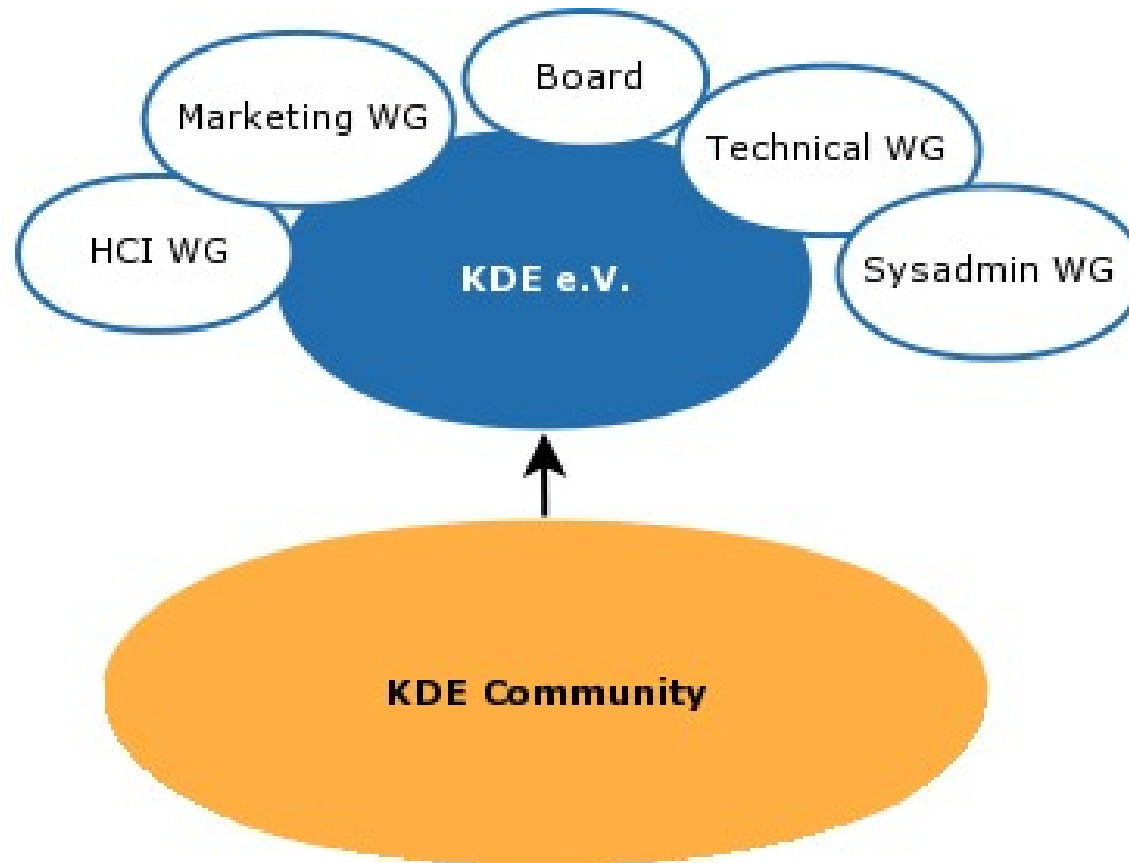 Board
Marketing WG
Technical WG
HCI WG
Sysadmin WG
KDE e.V.
KDE Community